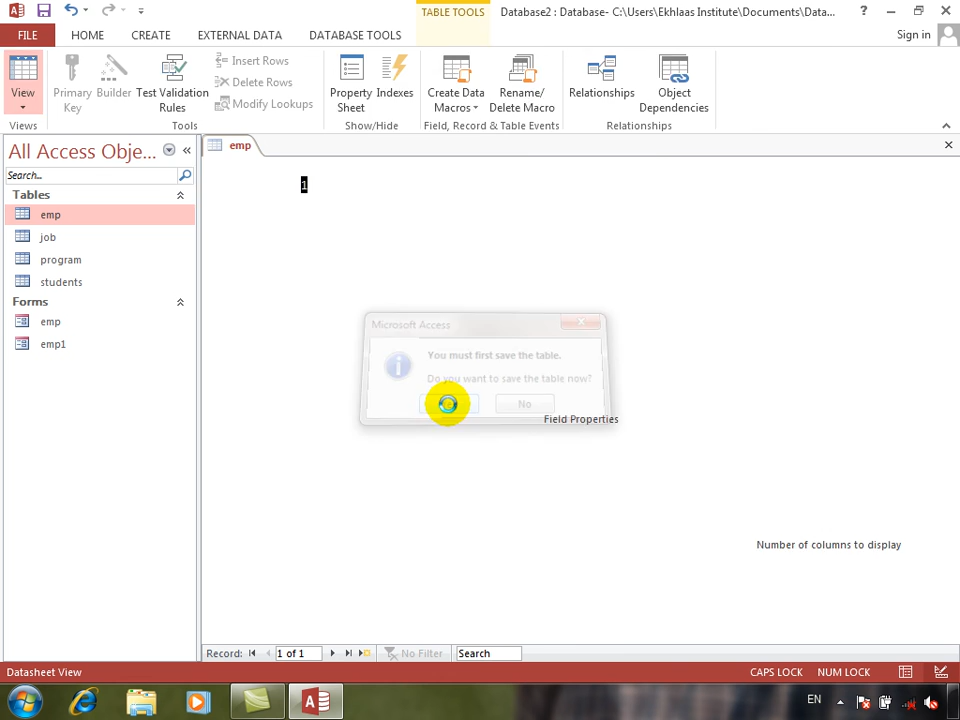 TABLE TOOLS
Database2 : Database- C:\Users\Ekhlaas Institute\Documents\Data...
?
FILE
HOME
CREATE
EXTERNAL DATA
DATABASE TOOLS
DESIGN
Sign in
View
Primary Key
Builder
Test Validation Rules
Insert Rows
Delete Rows
Modify Lookups
Property Sheet
Indexes
Create Data Macros
Rename/ Delete Macro
Relationships
Object Dependencies
Views
Tools
Show/Hide
Field, Record & Table Events
Relationships
All Access Obje...
Search...
Tables
emp
job
program
students
Forms
emp
emp1
emp
1
Microsoft Access
You must first save the table.
Do you want to save the table now?
No
Field Properties
Number of columns to display
Record:
1 of 1
No Filter
Search
Datasheet View
CAPS LOCK
NUM LOCK
EN